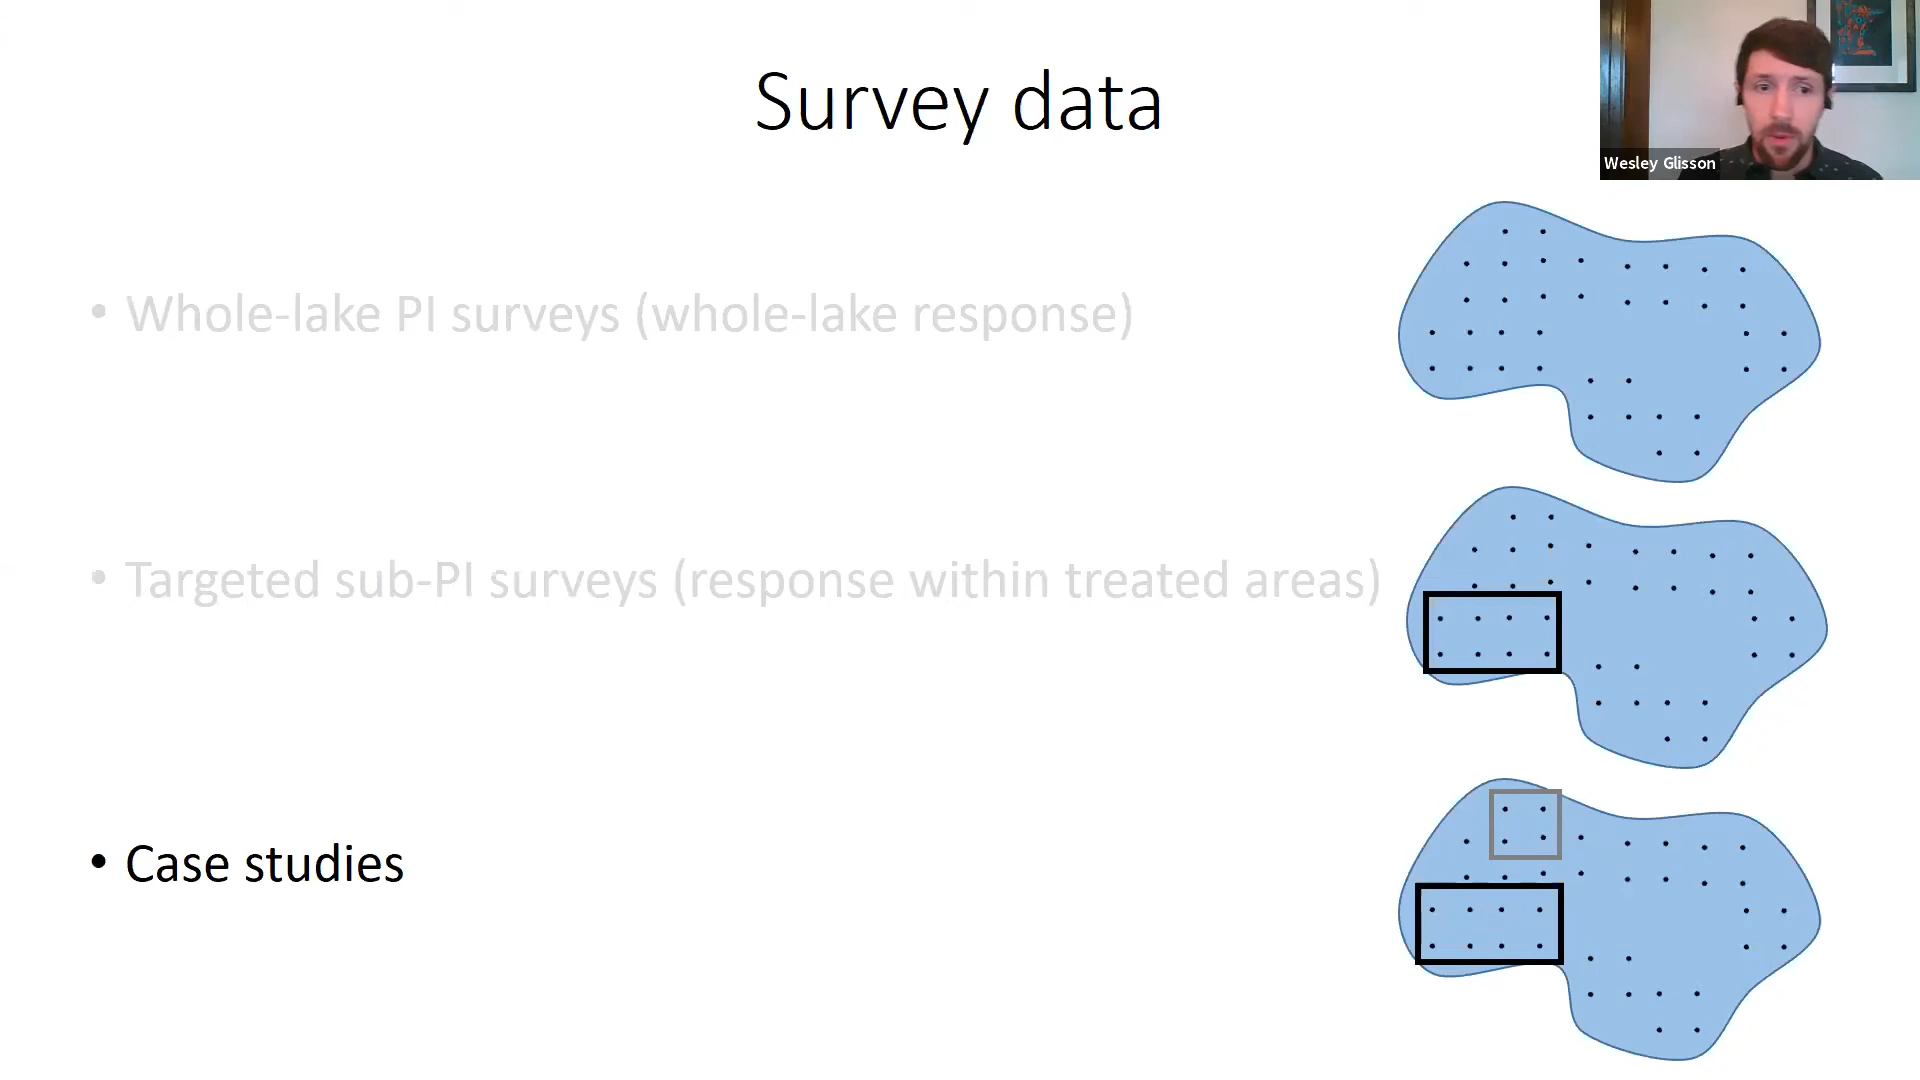 Survey data
Wesley Glisson
• Whole-lake PI surveys (whole-lake response)
• Targeted sub-PI surveys (response within treated areas)
• Case studies